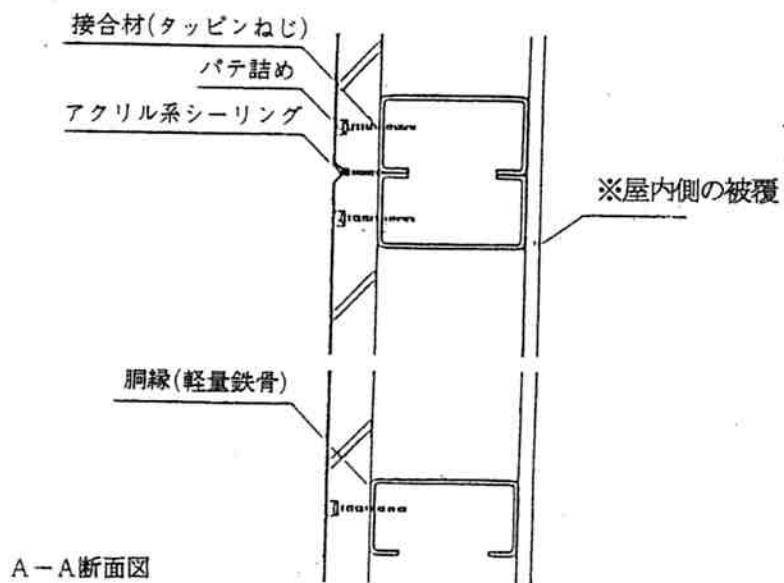 接合材(タッピンねじ)
パテ詰め
アクリル系シーリング
※屋内側の被覆
胴縁(軽量鉄骨)
A－A断面図